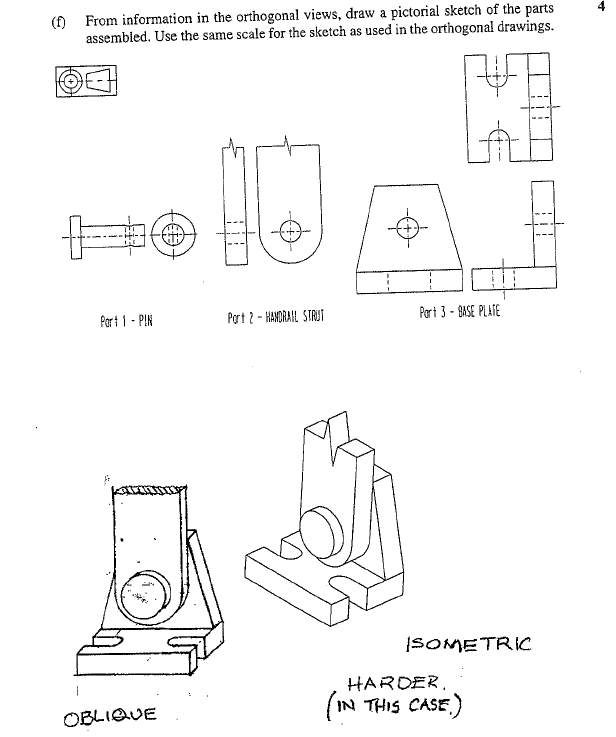 (f) From information in the orthogonal views, draw a pictorial sketch of the parts
assembled. Use the same scale for the sketch as used in the orthogonal drawings.
4
Part 1 - PIN
Part 2 - HANDRAIL STRUT
Part 3 - BASE PLATE
ISOMETRIC
HARDER.
(IN THIS CASE.)
OBLIQUE